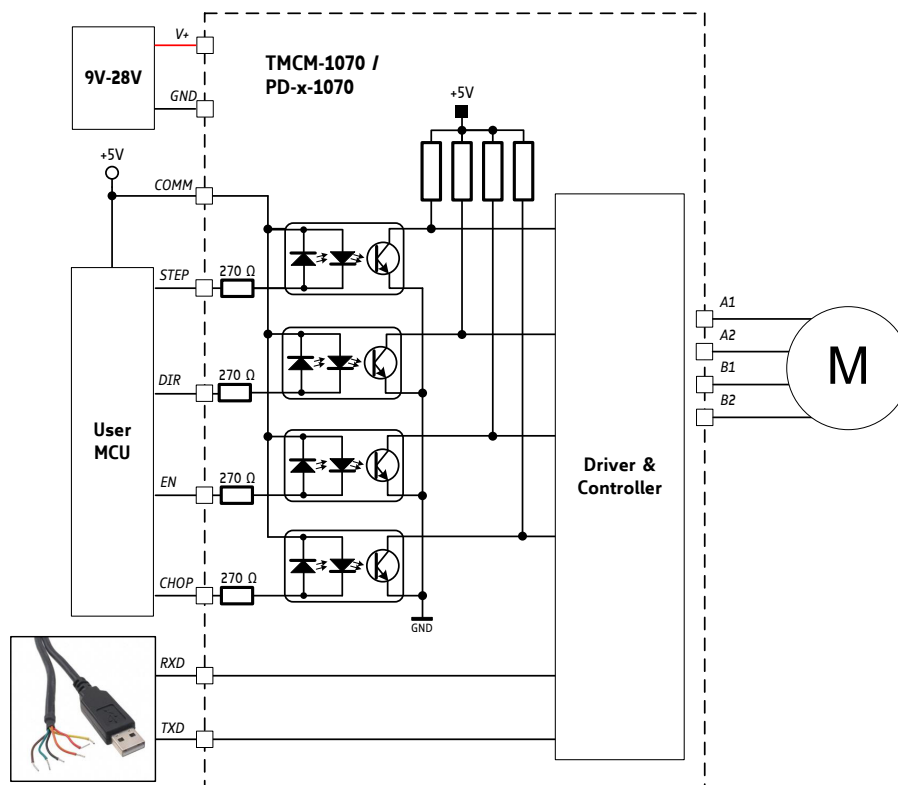 V+
9V-28V
GND
TMCM-1070 /
PD-x-1070
+5V
+5V
COMM
STEP
270 Ω
DIR
270 Ω
User
MCU
EN
270 Ω
CHOP
270 Ω
GND
Driver &
Controller
A1
A2
B1
B2
M
RXD
TXD